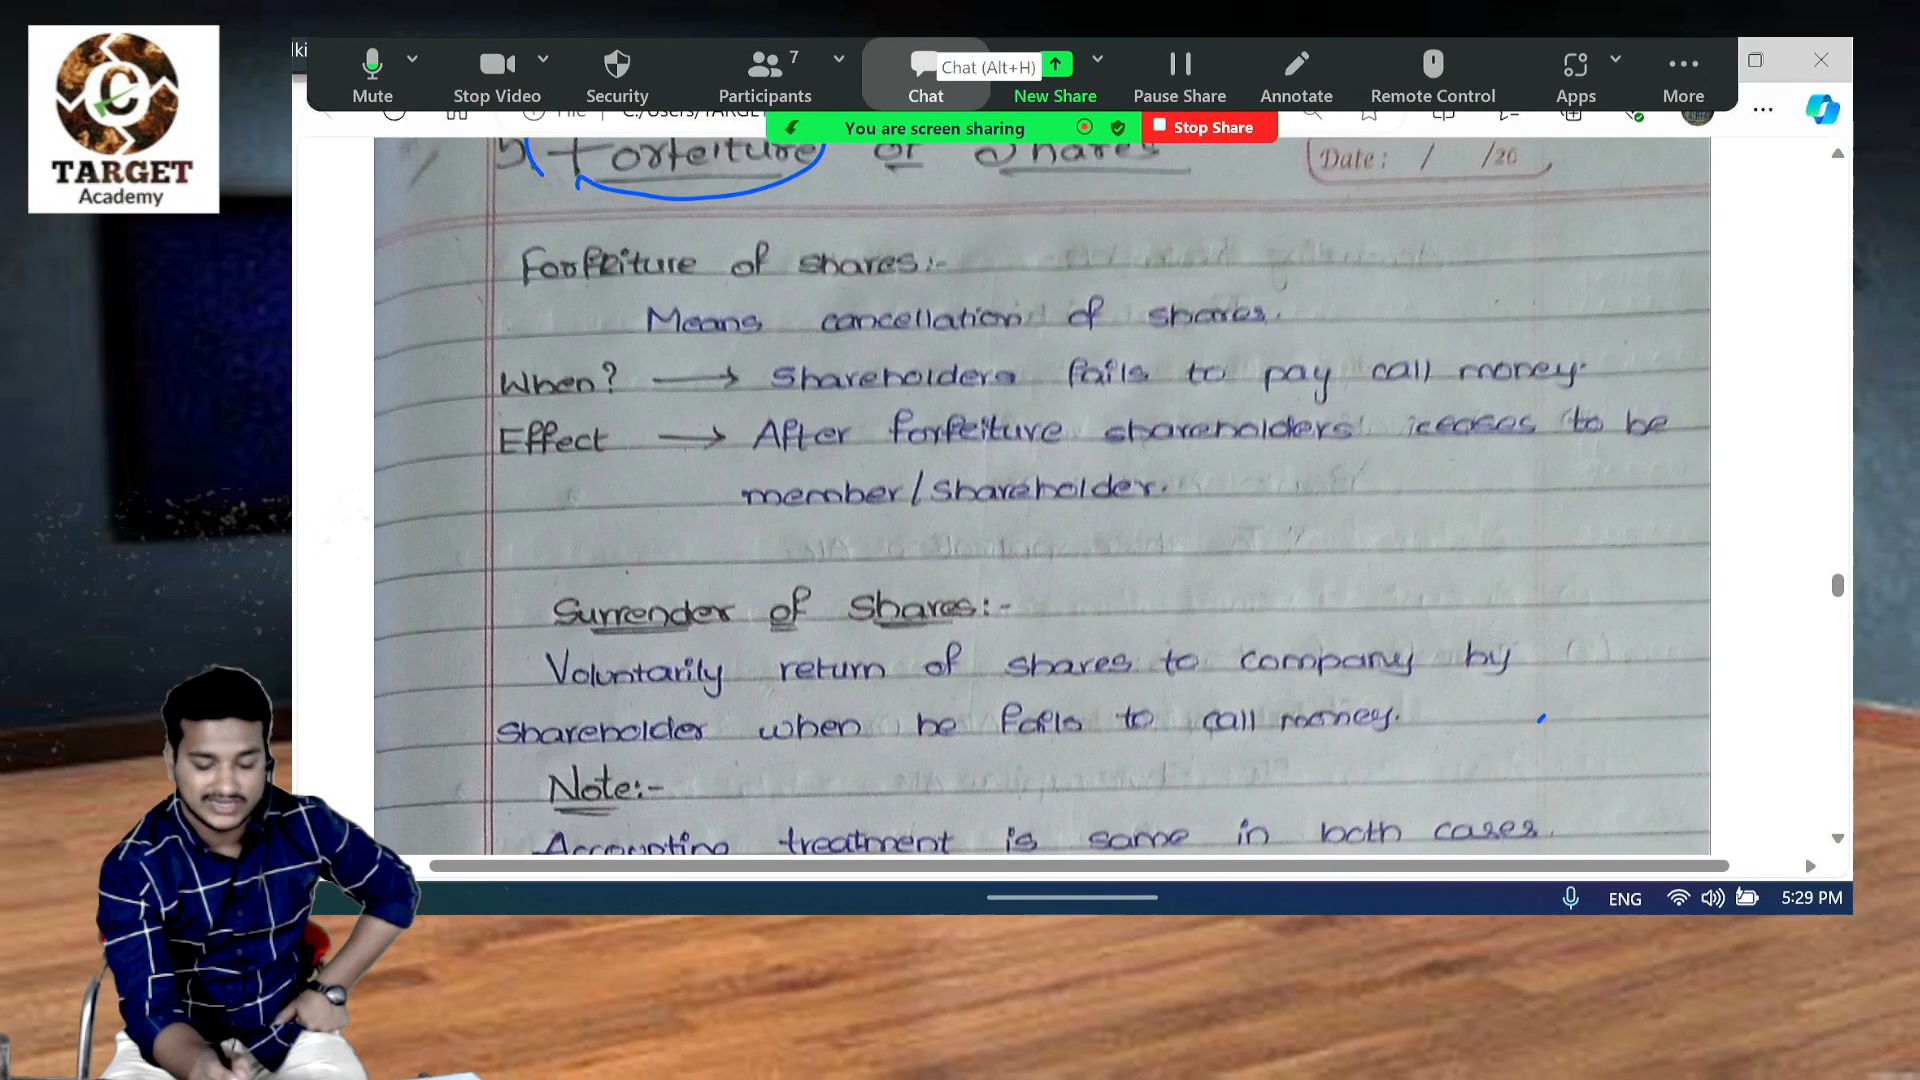 TARGET
Academy
Mute
Stop Video
Security
Participants
7
Chat
Chat (Alt+H)
New Share
Pause Share
Annotate
Remote Control
Apps
More
You are screen sharing
Stop Share
Forfeiture of Shares
Date: / /20
Forfeiture of shares:-
Means cancellation of shares.
When? → Shareholders fails to pay call money.
Effect → After forfeiture shareholders ceases to be
member/shareholder.
Surrender of Shares:-
Voluntarily return of shares to company by
shareholder when he fails to call money.
Note:-
Accounting treatment is same in both cases.
ENG
5:29 PM